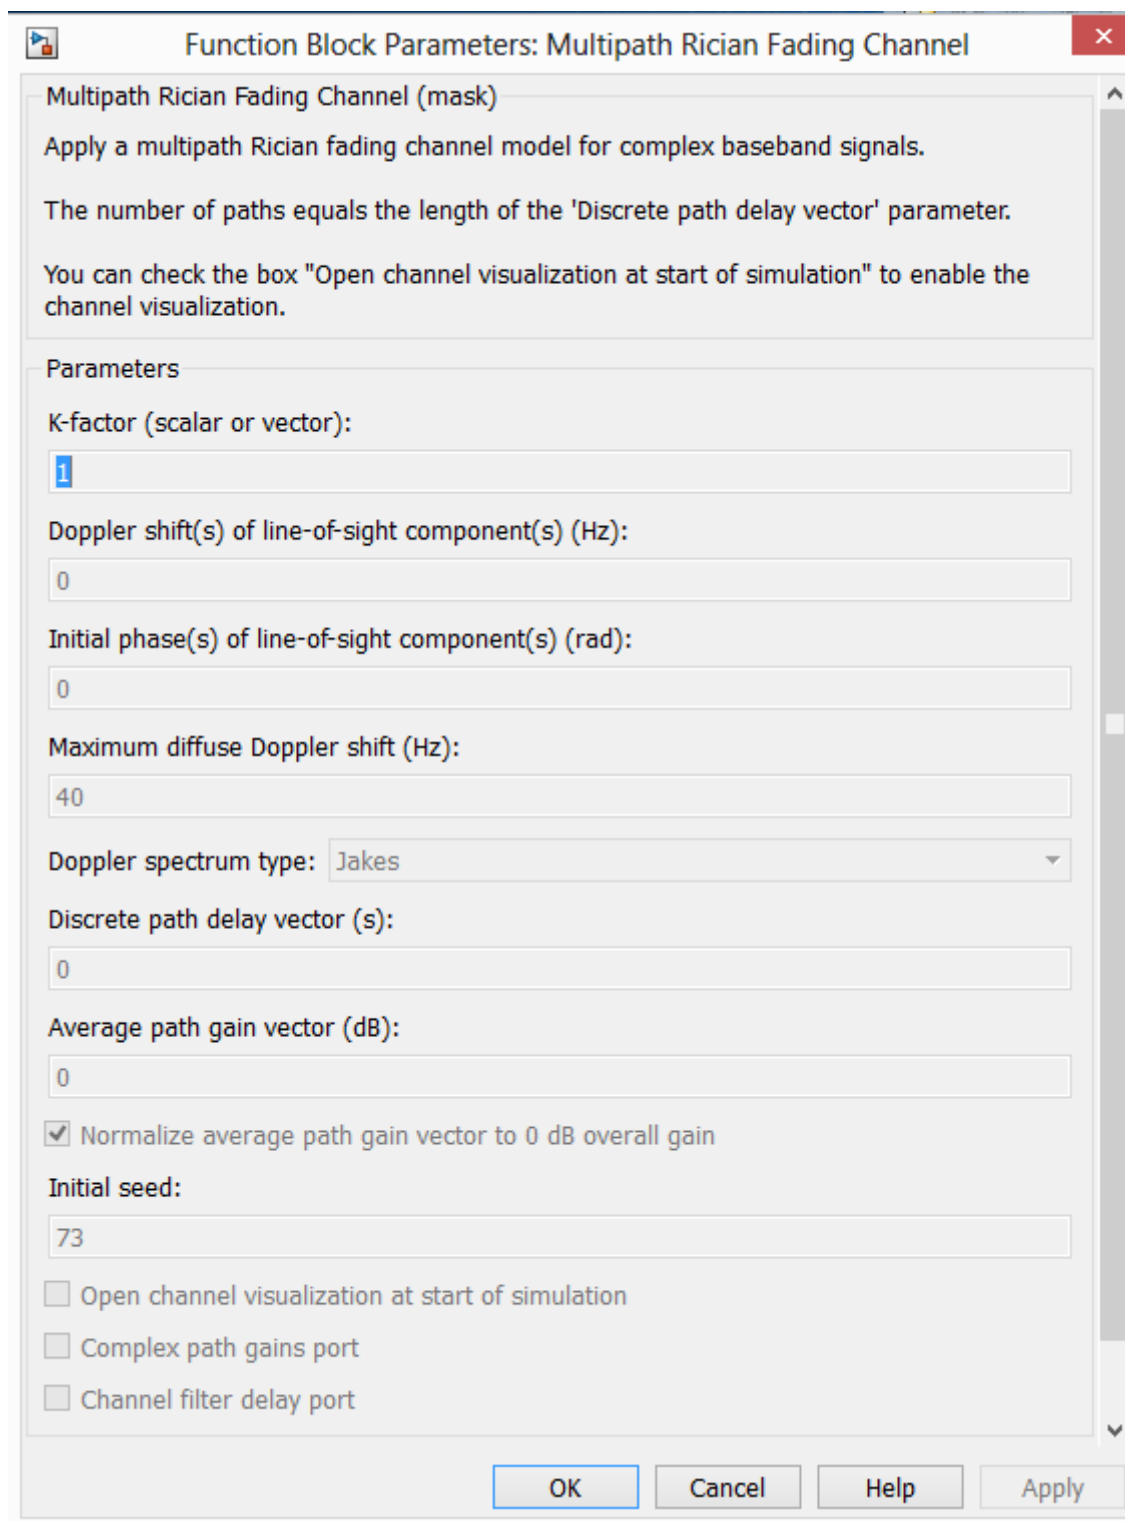 Function Block Parameters: Multipath Rician Fading Channel
Multipath Rician Fading Channel (mask)
Apply a multipath Rician fading channel model for complex baseband signals.
The number of paths equals the length of the 'Discrete path delay vector' parameter.
You can check the box "Open channel visualization at start of simulation" to enable the
channel visualization.
Parameters
K-factor (scalar or vector):
1
Doppler shift(s) of line-of-sight component(s) (Hz):
0
Initial phase(s) of line-of-sight component(s) (rad):
0
Maximum diffuse Doppler shift (Hz):
40
Doppler spectrum type: Jakes
Discrete path delay vector (s):
0
Average path gain vector (dB):
0
Normalize average path gain vector to 0 dB overall gain
Initial seed:
73
Open channel visualization at start of simulation
Complex path gains port
Channel filter delay port
OK Cancel Help Apply